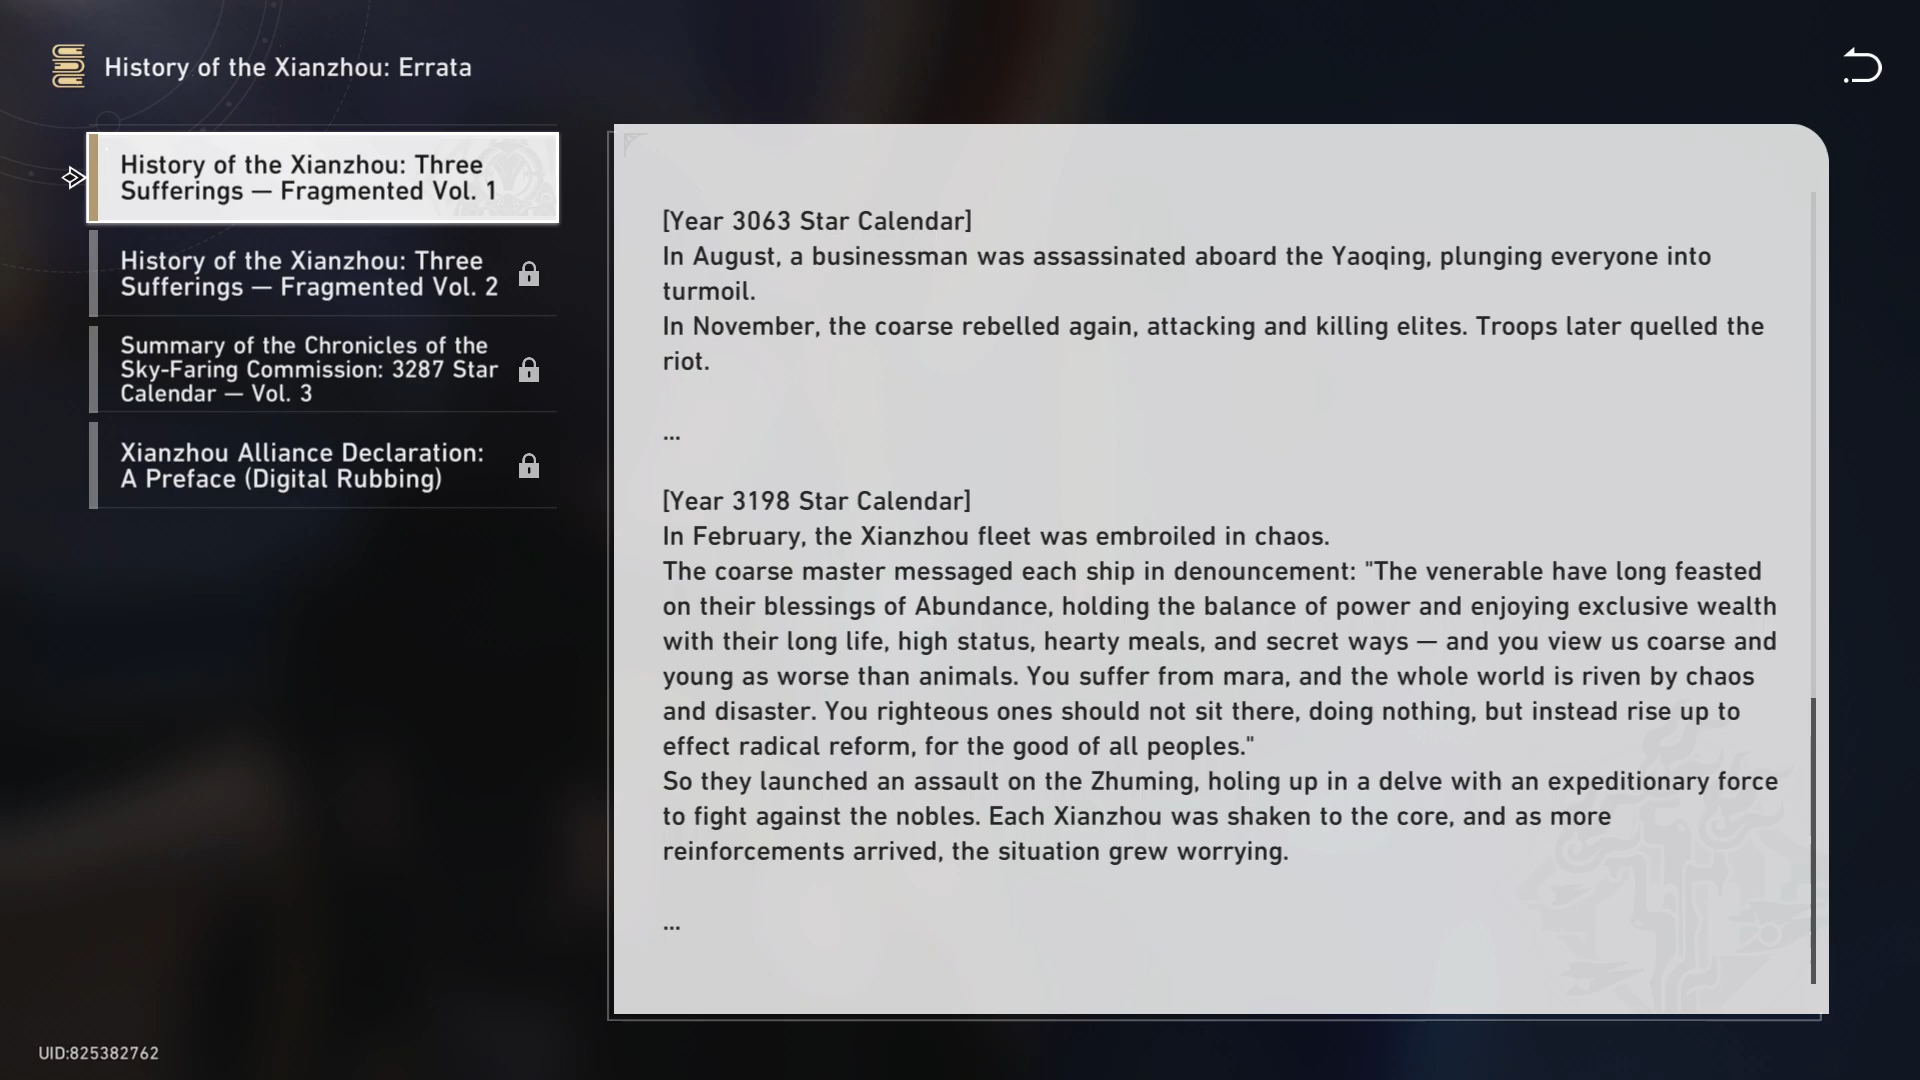 History of the Xianzhou: Errata
History of the Xianzhou: Three
Sufferings — Fragmented Vol. 1
History of the Xianzhou: Three
Sufferings — Fragmented Vol. 2
Summary of the Chronicles of the
Sky-Faring Commission: 3287 Star
Calendar — Vol. 3
Xianzhou Alliance Declaration:
A Preface (Digital Rubbing)
[Year 3063 Star Calendar]
In August, a businessman was assassinated aboard the Yaoqing, plunging everyone into
turmoil.
In November, the coarse rebelled again, attacking and killing elites. Troops later quelled the
riot.
...
[Year 3198 Star Calendar]
In February, the Xianzhou fleet was embroiled in chaos.
The coarse master messaged each ship in denouncement: "The venerable have long feasted
on their blessings of Abundance, holding the balance of power and enjoying exclusive wealth
with their long life, high status, hearty meals, and secret ways — and you view us coarse and
young as worse than animals. You suffer from mara, and the whole world is riven by chaos
and disaster. You righteous ones should not sit there, doing nothing, but instead rise up to
effect radical reform, for the good of all peoples."
So they launched an assault on the Zhuming, holing up in a delve with an expeditionary force
to fight against the nobles. Each Xianzhou was shaken to the core, and as more
reinforcements arrived, the situation grew worrying.
...
UID:825382762